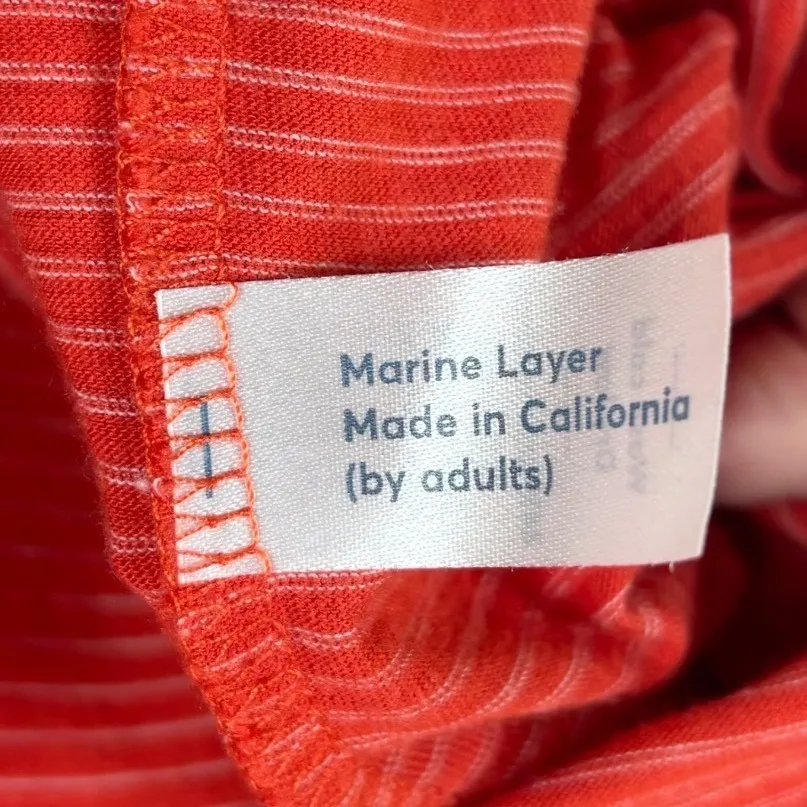 Marine Layer
Made in California
(by adults)